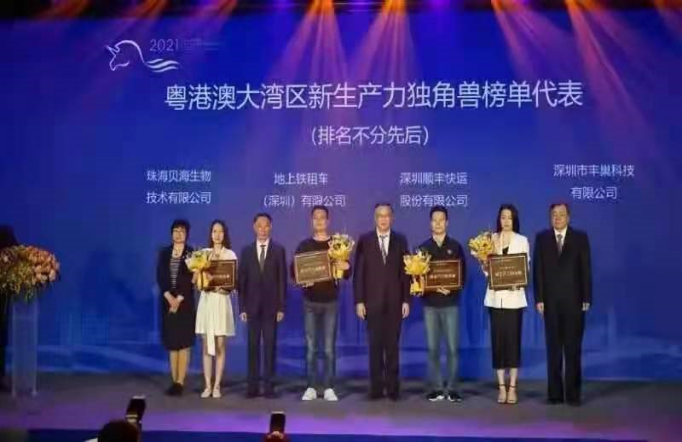 2021
粤港澳大湾区新生产力独角兽榜单代表
(排名不分先后)
珠海贝海生物
技术有限公司
地上铁租车
(深圳)有限公司
深圳顺丰快运
股份有限公司
深圳市丰巢科技
有限公司